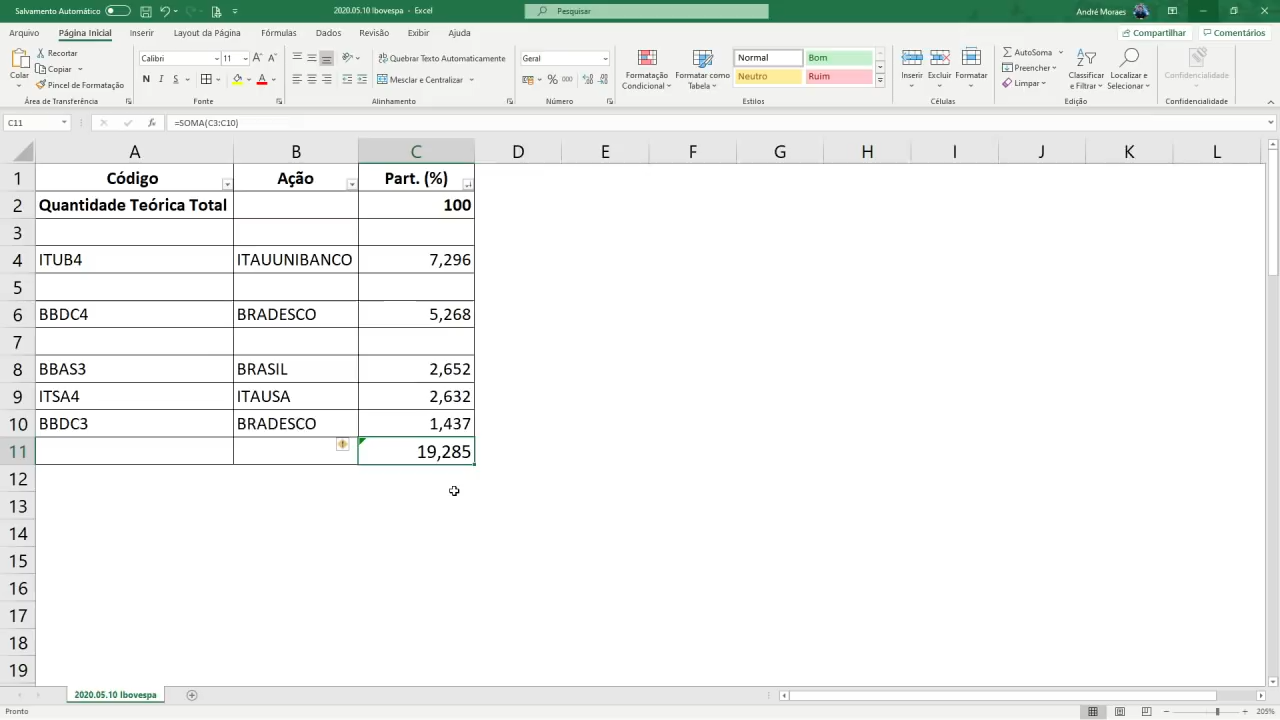 Salvamento Automático
2020.05.10 Ibovespa - Excel
Pesquisar
André Moraes
Arquivo Página Inicial Inserir Layout da Página Fórmulas Dados Revisão Exibir Ajuda
Compartilhar Comentários
Colar
Recortar
Copiar
Pincel de Formatação
Área de Transferência
Calibri 11
N I S
Fonte
Quebrar Texto Automaticamente
Mesclar e Centralizar
Alinhamento
Geral
% 000
Número
Formatação Condicional
Formatar como Tabela
Normal Bom
Neutro Ruim
Estilos
Inserir Excluir Formatar
Células
AutoSoma
Preencher
Limpar
Classificar e Filtrar
Localizar e Selecionar
Edição
Confidencialidade
Confidencialidade
C11 fx =SOMA(C3:C10)
A B C D E F G H I J K L
1 Código Ação Part. (%)
2 Quantidade Teórica Total 100
3
4 ITUB4 ITAUUNIBANCO 7,296
5
6 BBDC4 BRADESCO 5,268
7
8 BBAS3 BRASIL 2,652
9 ITSA4 ITAUSA 2,632
10 BBDC3 BRADESCO 1,437
11 19,285
12
13
14
15
16
17
18
19
2020.05.10 Ibovespa
Pronto
205%